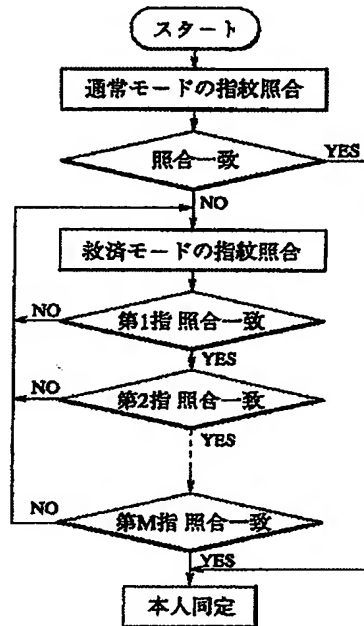 スタート
通常モードの指紋照合
照合一致
YES
NO
救済モードの指紋照合
NO
第1指 照合一致
YES
NO
第2指 照合一致
YES
NO
第M指 照合一致
YES
本人同定